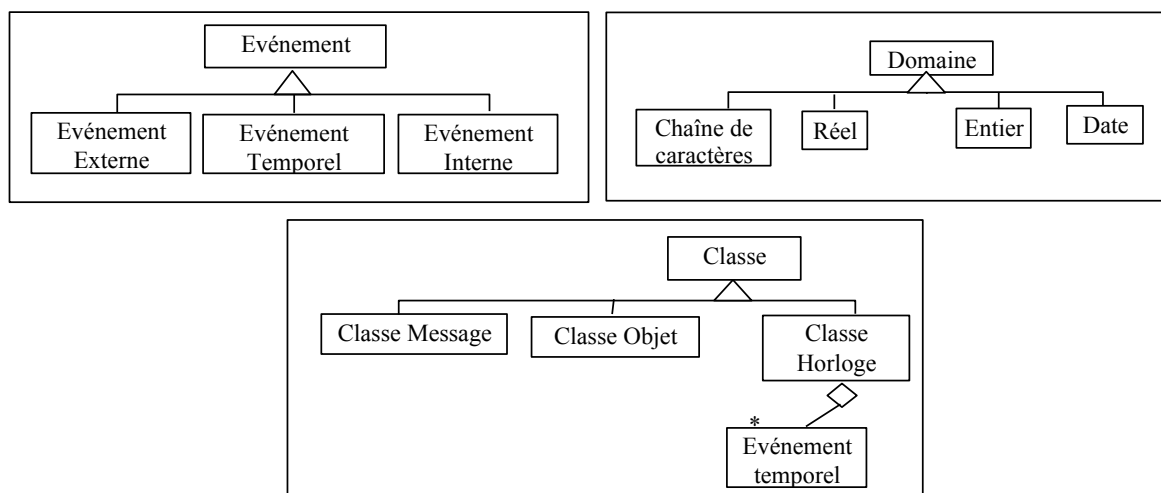 Evénement
Evénement
Externe
Evénement
Temporel
Evénement
Interne
Domaine
Chaîne de
caractères
Réel
Entier
Date
Classe
Classe Message
Classe Objet
Classe
Horloge
*
Evénement
temporel